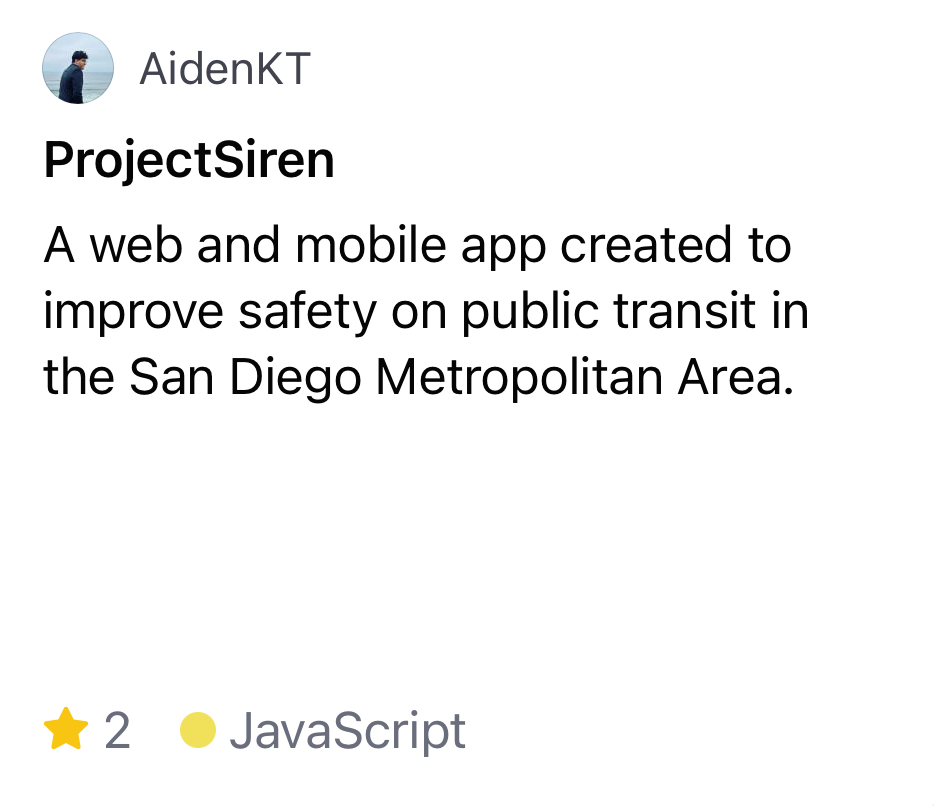 AidenKT
ProjectSiren
A web and mobile app created to
improve safety on public transit in
the San Diego Metropolitan Area.
2 JavaScript